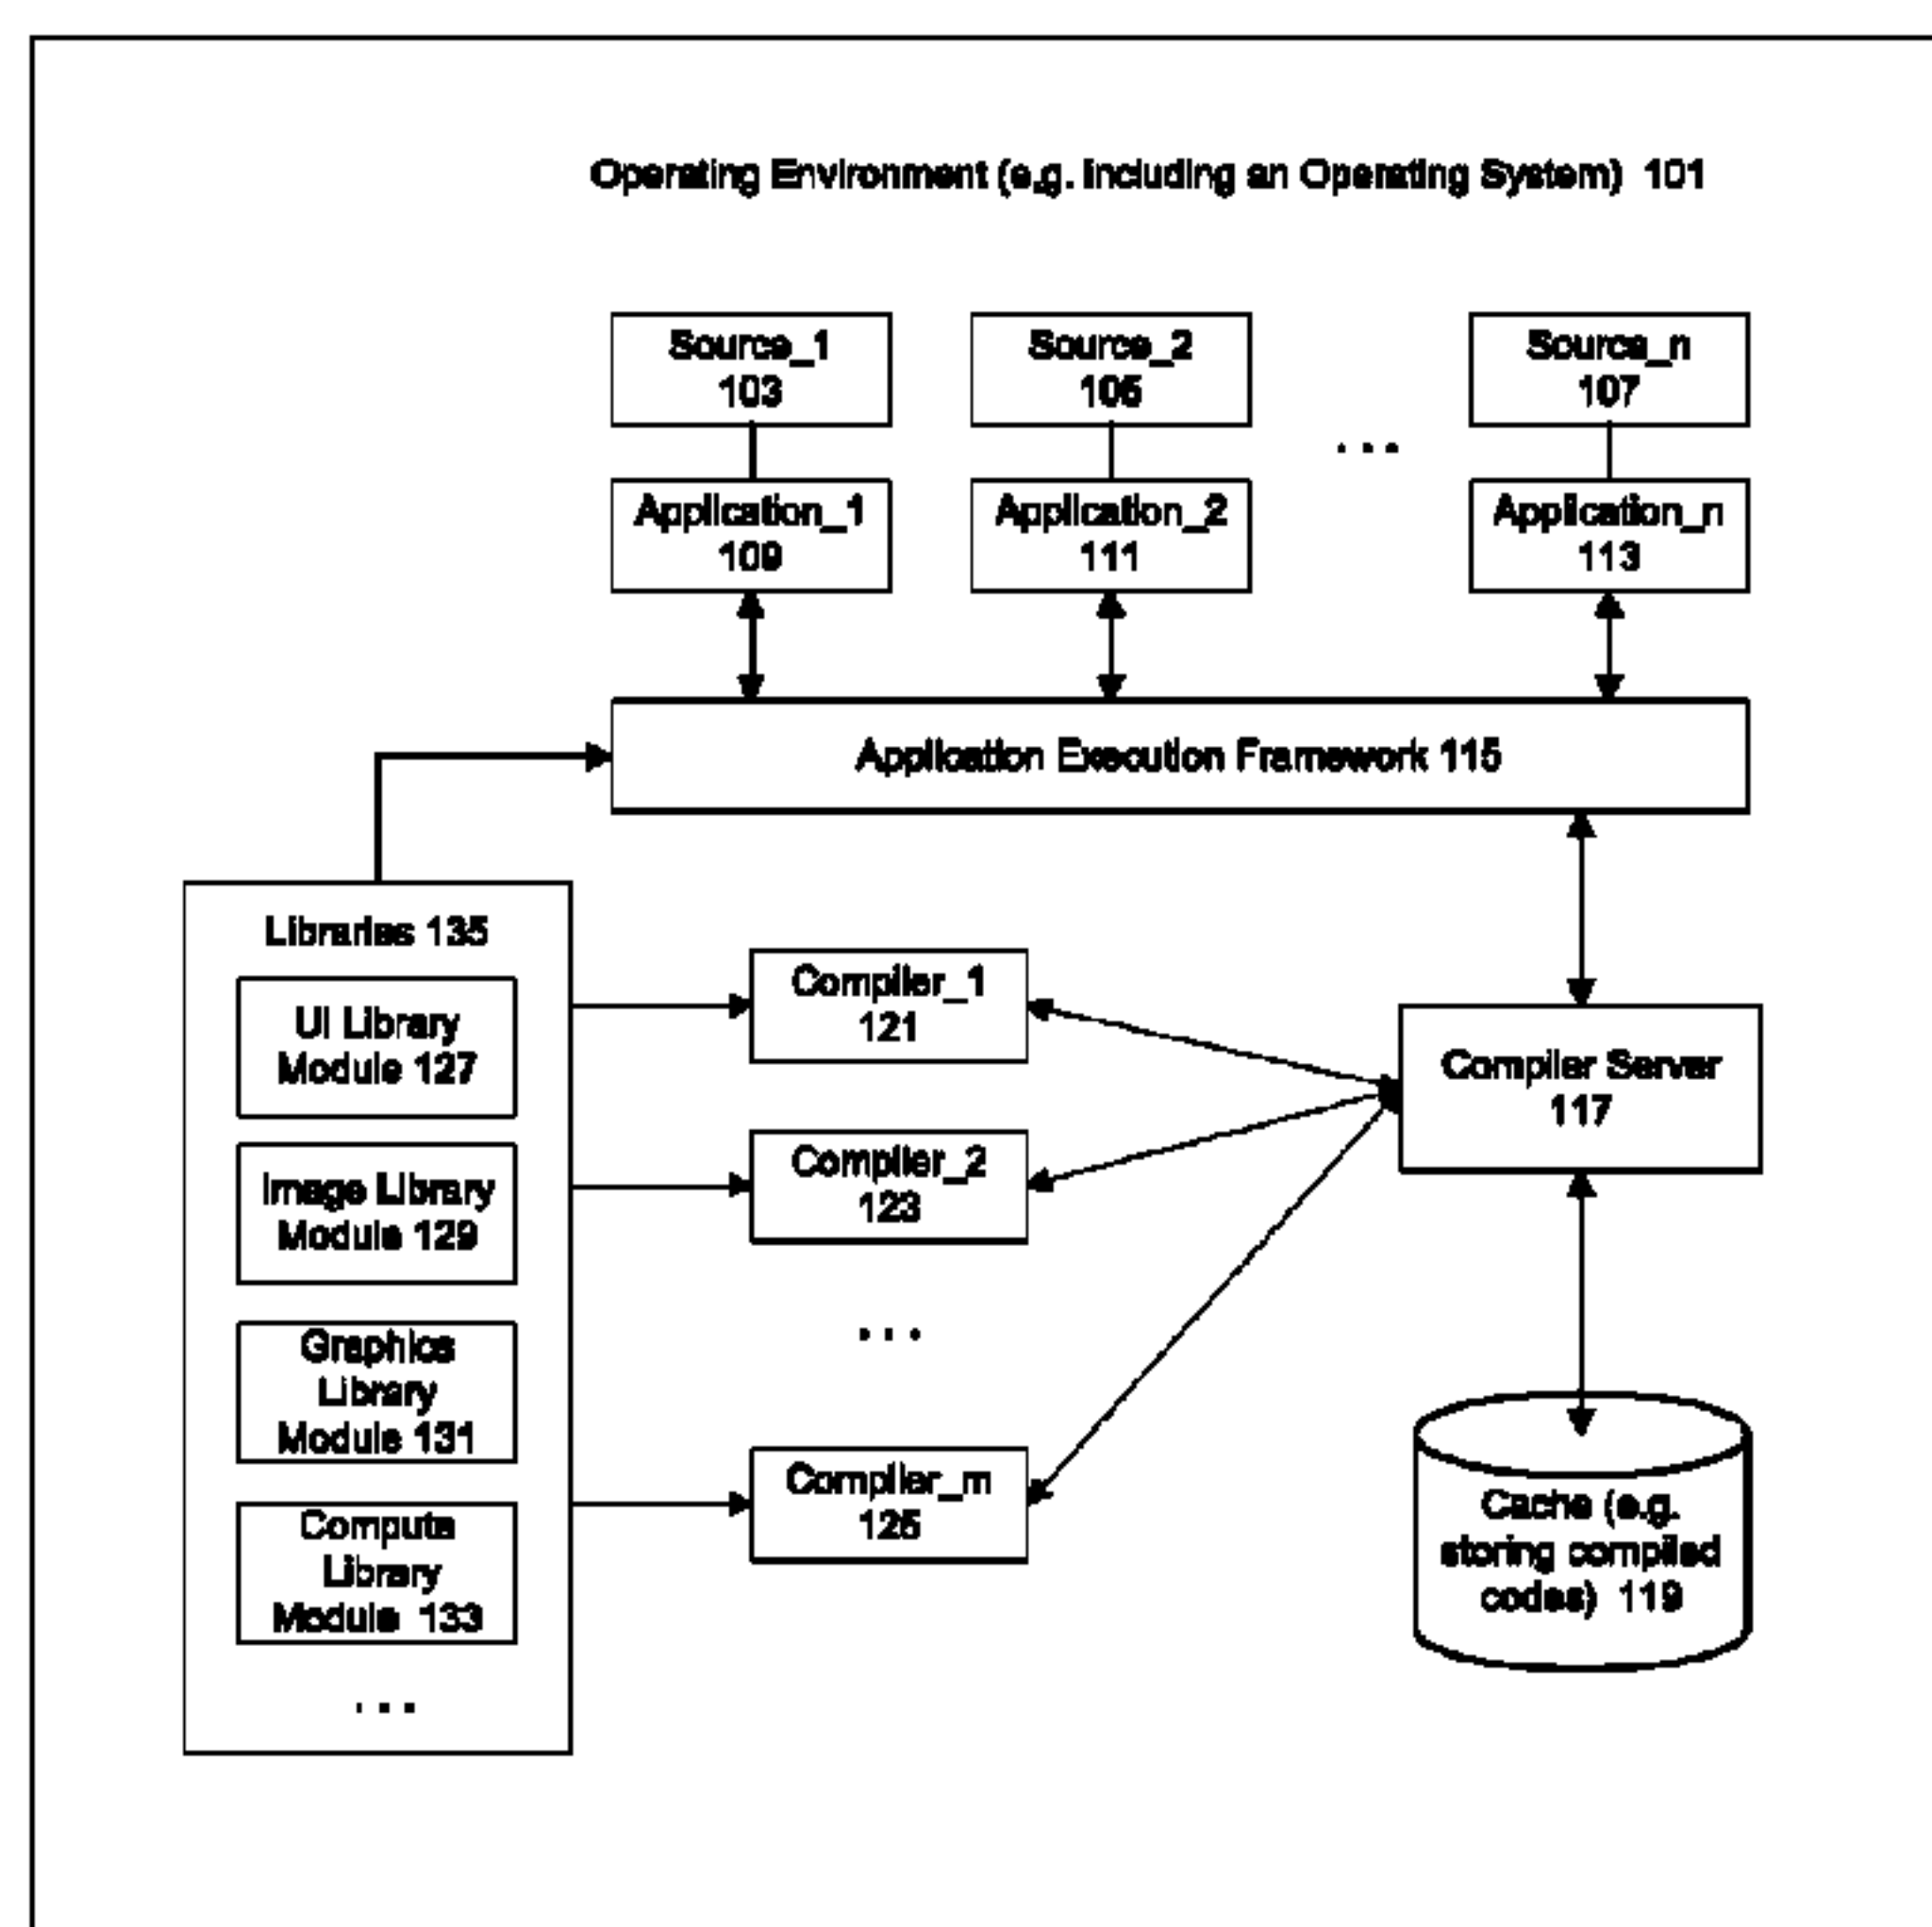 Operating Environment (e.g. including an Operating System) 101
Source_1
103
Source_2
105
Source_n
107
. . .
Application_1
109
Application_2
111
Application_n
113
Application Execution Framework 115
Libraries 135
UI Library
Module 127
Image Library
Module 129
Graphics
Library
Module 131
Compute
Library
Module 133
. . .
Compiler_1
121
Compiler_2
123
. . .
Compiler_m
125
Compiler Server
117
Cache (e.g.
storing compiled
codes) 119